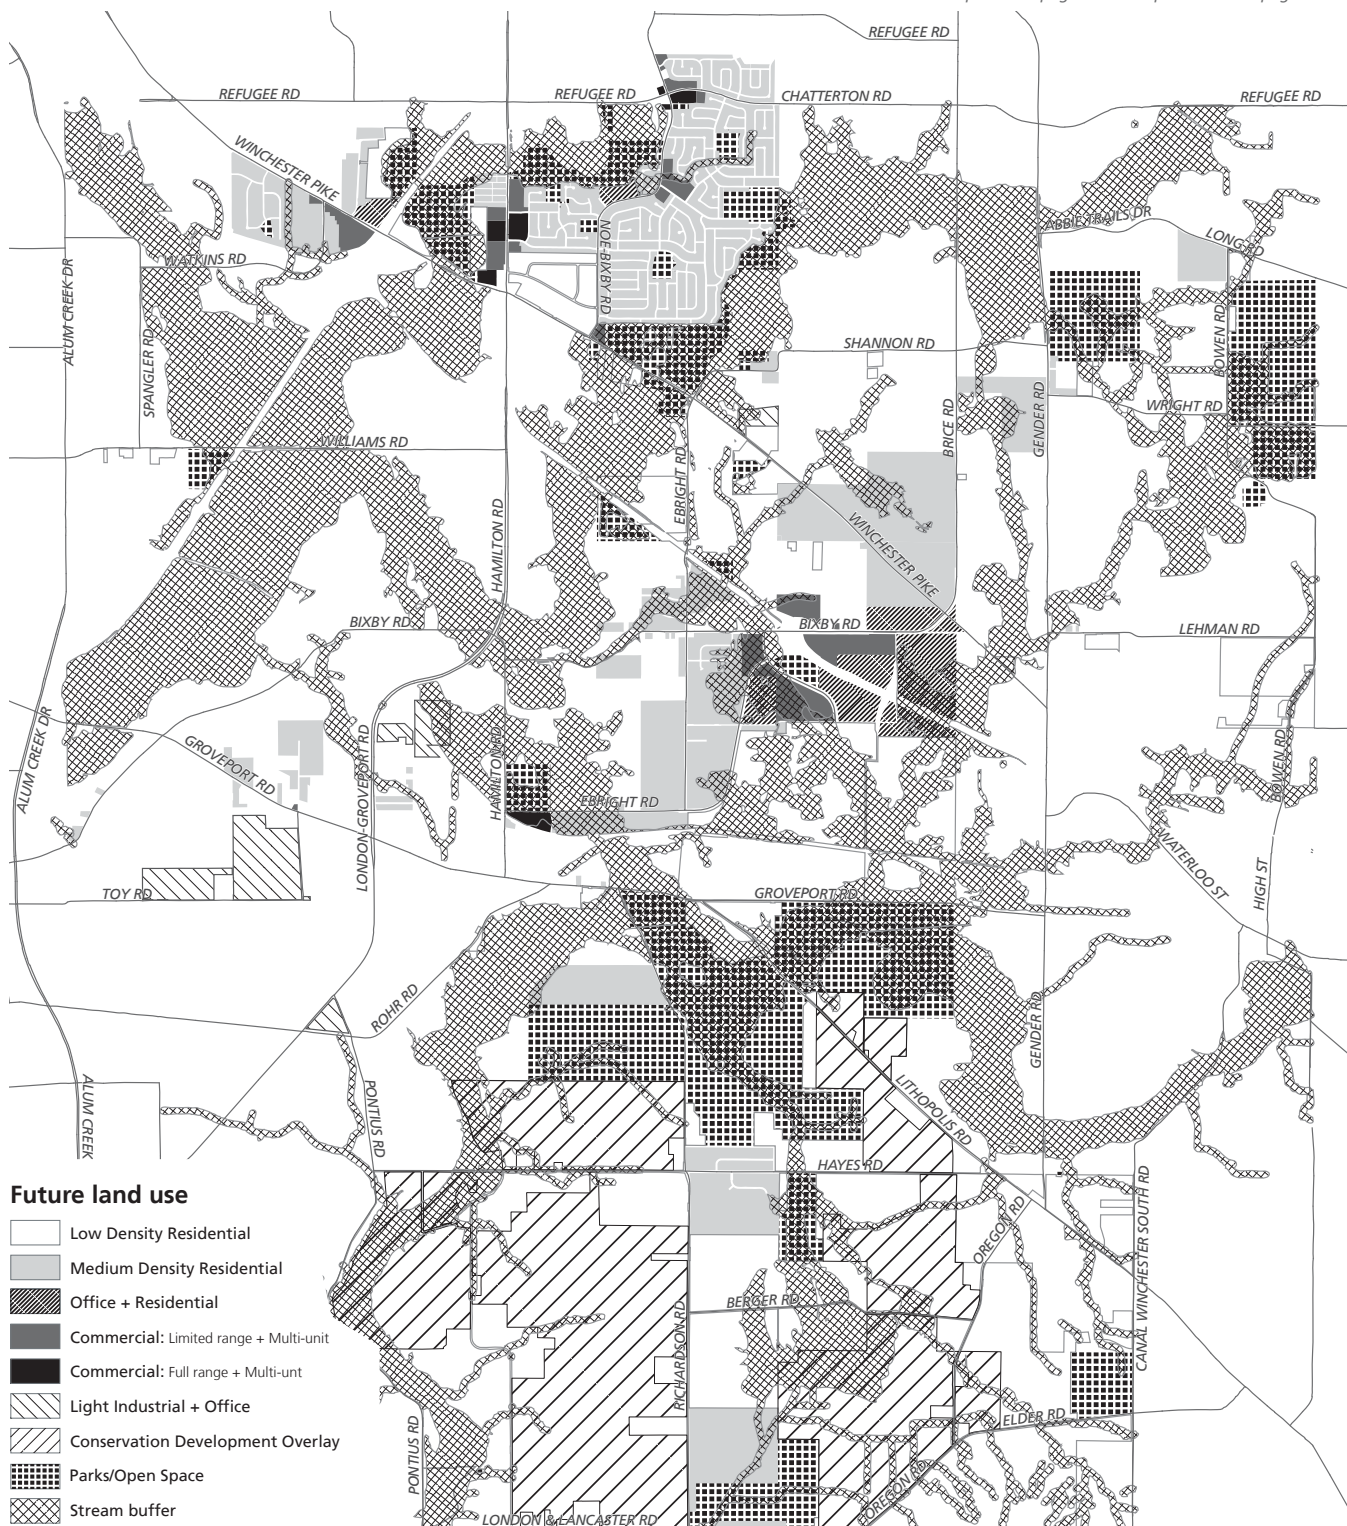 REFUGEE RD
REFUGEE RD
REFUGEE RD
CHATTERTON RD
REFUGEE RD
WINCHESTER PIKE
ABBIE TRAILS DR
LONG RD
NOE-BIXBY RD
WATKINS RD
ALUM CREEK DR
SPANGLER RD
SHANNON RD
BOWEN RD
BRICE RD
GENDER RD
WRIGHT RD
WILLIAMS RD
EBRIGHT RD
HAMILTON RD
WINCHESTER PIKE
BIXBY RD
BIXBY RD
LEHMAN RD
ALUM CREEK DR
GROVEPORT RD
LONDON-GROVEPORT RD
HAMILTON RD
EBRIGHT RD
BOWEN RD
WATERLOO ST
HIGH ST
TOY RD
GROVEPORT RD
ROHR RD
GENDER RD
ALUM CREEK
PONTIUS RD
LITHOPOLIS RD
HAYES RD
CANAL WINCHESTER SOUTH RD
OREGON RD
BERGER RD
RICHARDSON RD
ELDER RD
PONTIUS RD
OREGON RD
LONDON & LANCASTER RD
Future land use
Low Density Residential
Medium Density Residential
Office + Residential
Commercial: Limited range + Multi-unit
Commercial: Full range + Multi-unt
Light Industrial + Office
Conservation Development Overlay
Parks/Open Space
Stream buffer